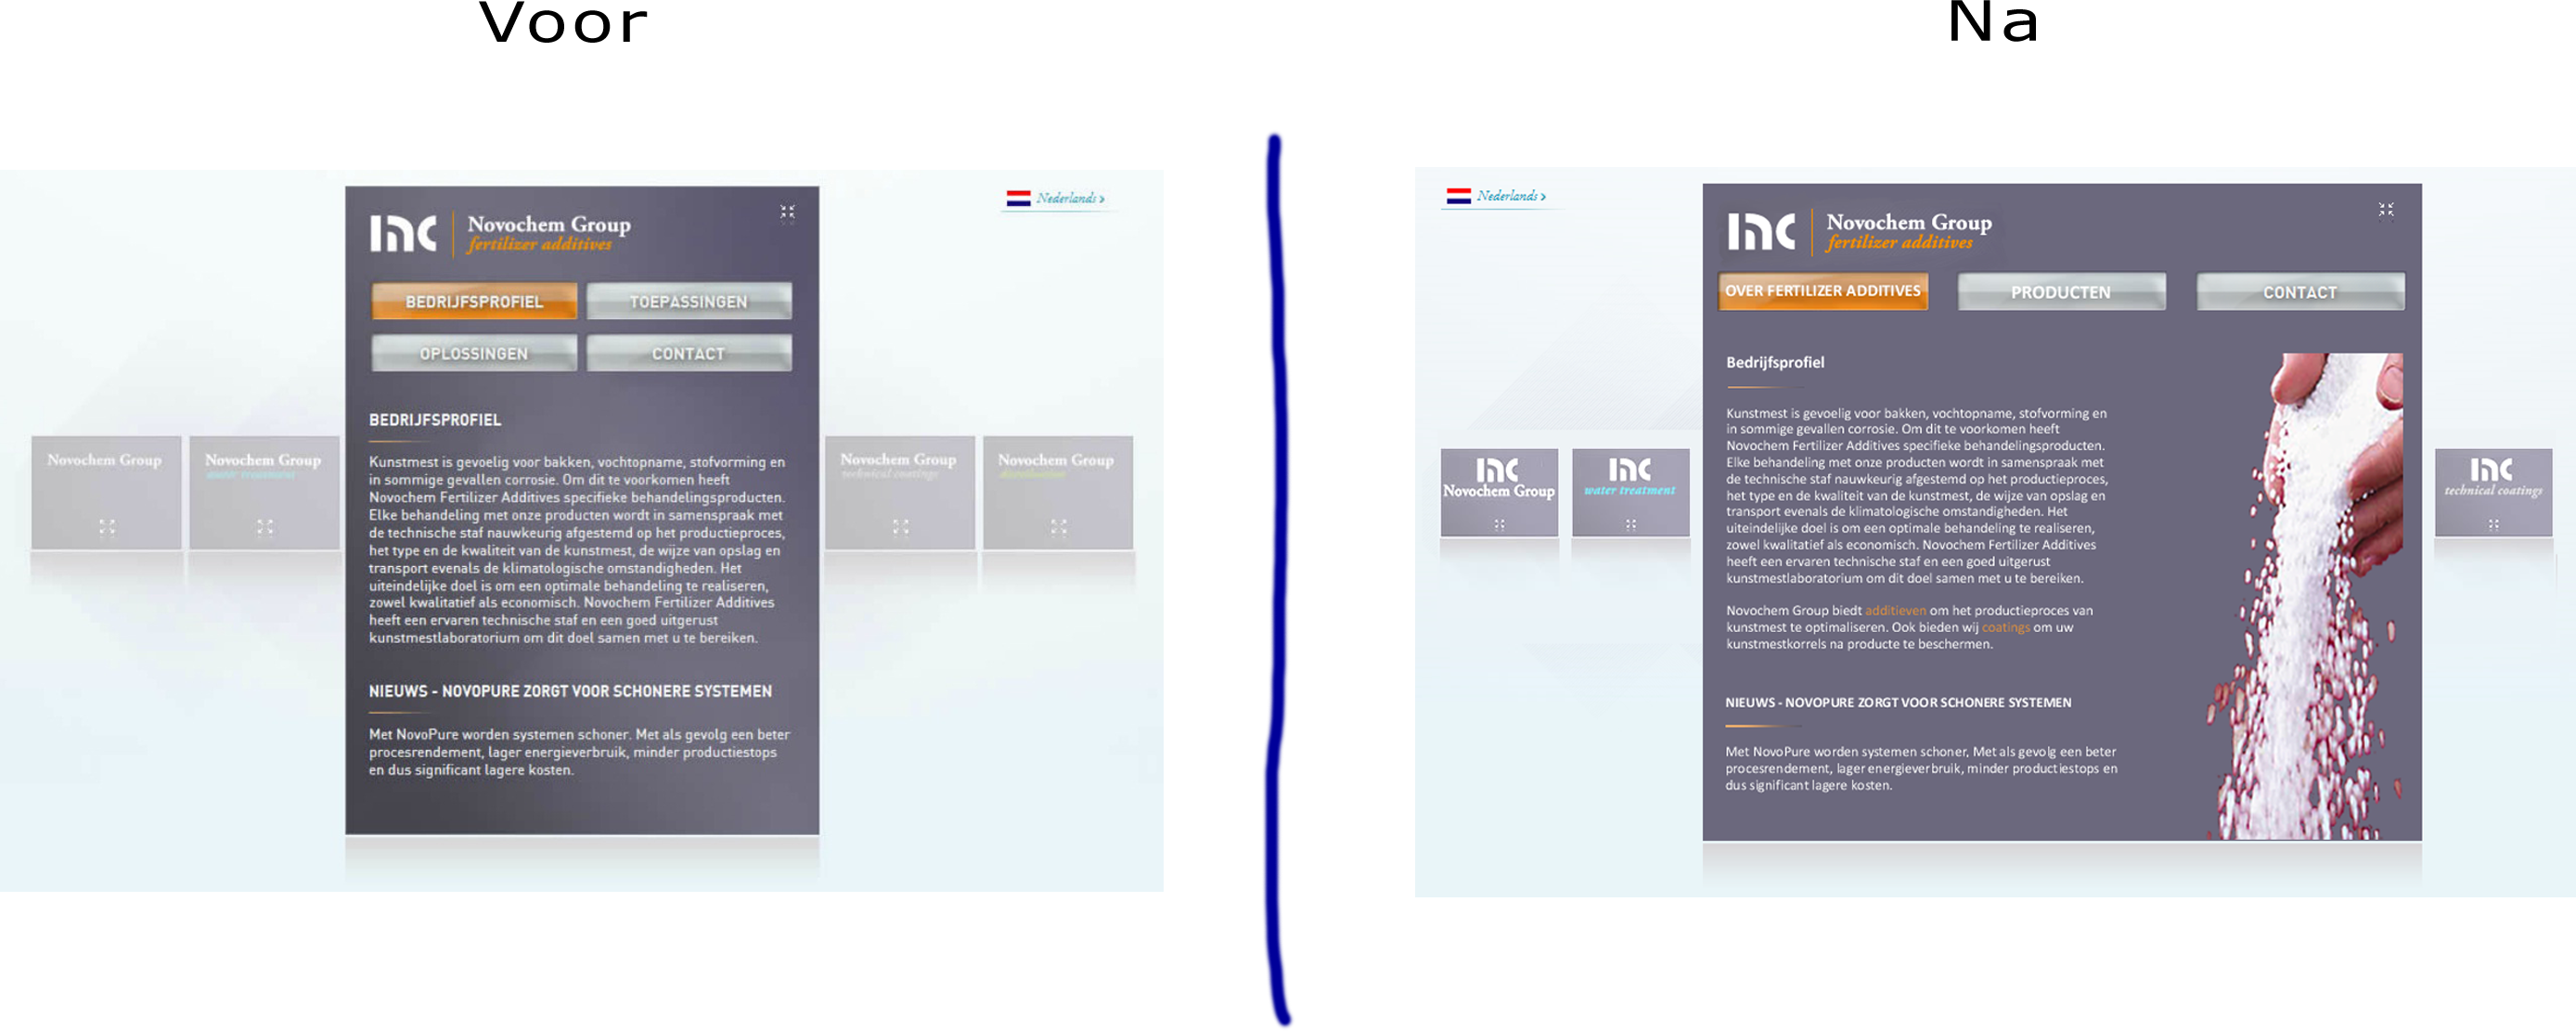 Voor
Nederlands >
Novochem Group
fertilizer additives
BEDRIJFSPROFIEL
TOEPASSINGEN
OPLOSSINGEN
CONTACT
BEDRIJFSPROFIEL
Kunstmest is gevoelig voor bakken, vochtopname, stofvorming en
in sommige gevallen corrosie. Om dit te voorkomen heeft
Novochem Fertilizer Additives specifieke behandelingsproducten.
Elke behandeling met onze producten wordt in samenspraak met
de technische staf nauwkeurig afgestemd op het productieproces,
het type en de kwaliteit van de kunstmest, de wijze van opslag en
transport evenals de klimatologische omstandigheden. Het
uiteindelijke doel is om een optimale behandeling te realiseren,
zowel kwalitatief als economisch. Novochem Fertilizer Additives
heeft een ervaren technische staf en een goed uitgerust
kunstmestlaboratorium om dit doel samen met u te bereiken.
NIEUWS - NOVOPURE ZORGT VOOR SCHONERE SYSTEMEN
Met NovoPure worden systemen schoner. Met als gevolg een beter
procesrendement, lager energieverbruik, minder productiestops
en dus significant lagere kosten.
Novochem Group
Novochem Group
water treatment
Novochem Group
technical coatings
Novochem Group
Na
Nederlands >
Novochem Group
fertilizer additives
OVER FERTILIZER ADDITIVES
PRODUCTEN
CONTACT
Bedrijfsprofiel
Kunstmest is gevoelig voor bakken, vochtopname, stofvorming en
in sommige gevallen corrosie. Om dit te voorkomen heeft
Novochem Fertilizer Additives specifieke behandelingsproducten.
Elke behandeling met onze producten wordt in samenspraak met
de technische staf nauwkeurig afgestemd op het productieproces,
het type en de kwaliteit van de kunstmest, de wijze van opslag en
transport evenals de klimatologische omstandigheden. Het
uiteindelijke doel is om een optimale behandeling te realiseren,
zowel kwalitatief als economisch. Novochem Fertilizer Additives
heeft een ervaren technische staf en een goed uitgerust
kunstmestlaboratorium om dit doel samen met u te bereiken.
Novochem Group biedt additieven om het productieproces van
kunstmest te optimaliseren. Ook bieden wij coatings om uw
kunstmestkorrels na producte te beschermen.
NIEUWS - NOVOPURE ZORGT VOOR SCHONERE SYSTEMEN
Met NovoPure worden systemen schoner. Met als gevolg een beter
procesrendement, lager energieverbruik, minder productiestops en
dus significant lagere kosten.
Novochem Group
water treatment
technical coatings